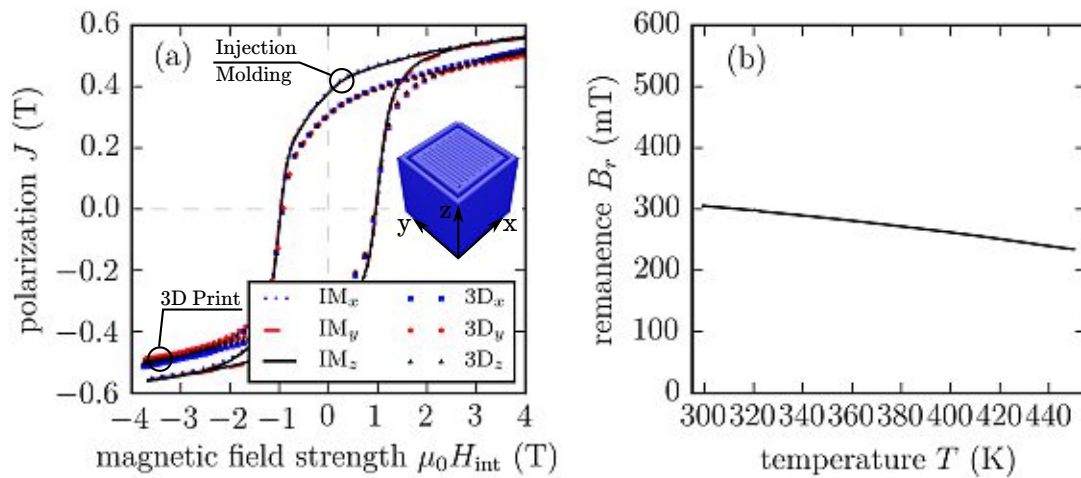 (a)
Injection
Molding
0.6
0.4
0.2
0.0
−0.2
−0.4
−0.6
polarization J (T)
z
y
x
3D Print
IMx 3Dx
IMy 3Dy
IMz 3Dz
−4 −3 −2 −1 0 1 2 3 4
magnetic field strength μ0Hint (T)
(b)
600
500
400
300
200
100
0
remanence Br (mT)
300 320 340 360 380 400 420 440
temperature T (K)